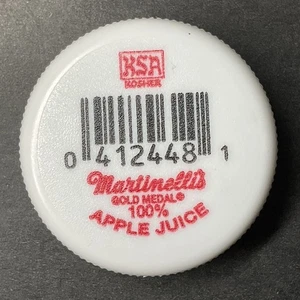 KSA
KOSHER
0 412448 1
Martinelli's
GOLD MEDAL®
100%
APPLE JUICE